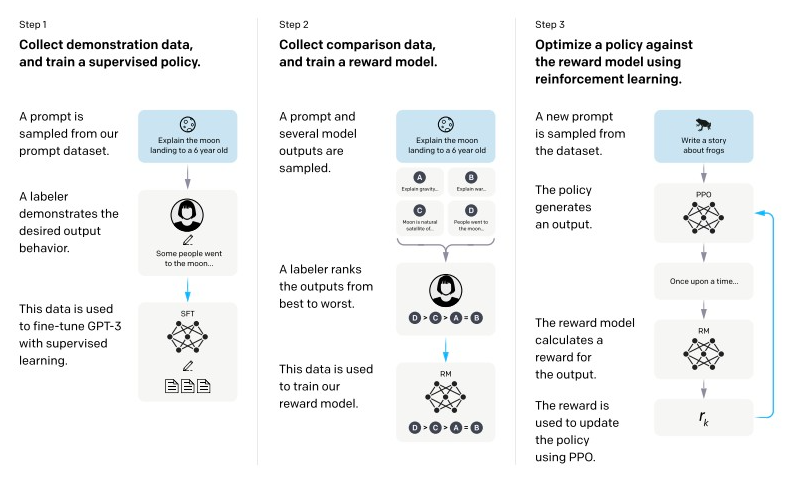 Step 1
Collect demonstration data,
and train a supervised policy.
A prompt is
sampled from our
prompt dataset.
Explain the moon
landing to a 6 year old
A labeler
demonstrates the
desired output
behavior.
Some people went
to the moon...
This data is used
to fine-tune GPT-3
with supervised
learning.
SFT
Step 2
Collect comparison data,
and train a reward model.
A prompt and
several model
outputs are
sampled.
Explain the moon
landing to a 6 year old
A
Explain gravity...
B
Explain war...
C
Moon is natural
satellite of...
D
People went to
the moon...
A labeler ranks
the outputs from
best to worst.
D > C > A = B
This data is used
to train our
reward model.
RM
D > C > A = B
Step 3
Optimize a policy against
the reward model using
reinforcement learning.
A new prompt
is sampled from
the dataset.
Write a story
about frogs
The policy
generates
an output.
PPO
Once upon a time...
The reward model
calculates a
reward for
the output.
RM
The reward is
used to update
the policy
using PPO.
rₖ